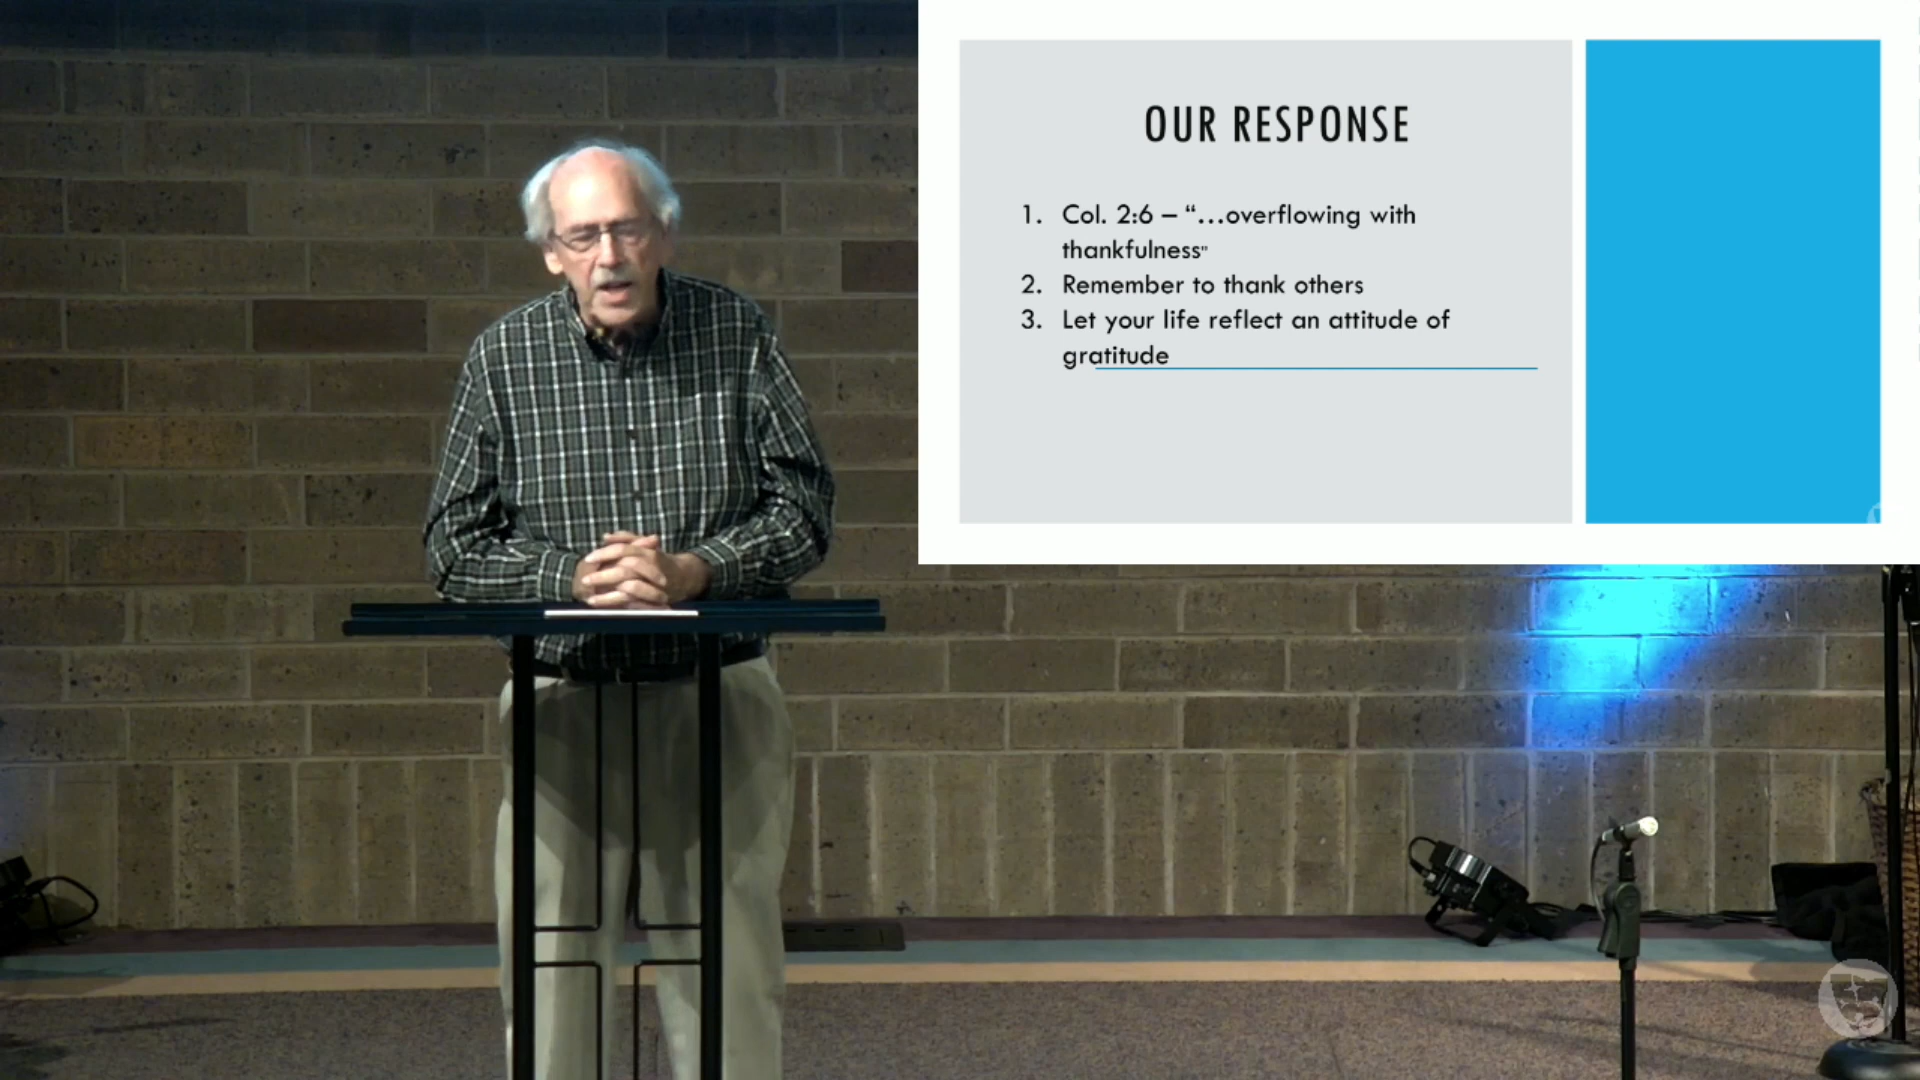 OUR RESPONSE
1. Col. 2:6 – “…overflowing with
thankfulness”
2. Remember to thank others
3. Let your life reflect an attitude of
gratitude